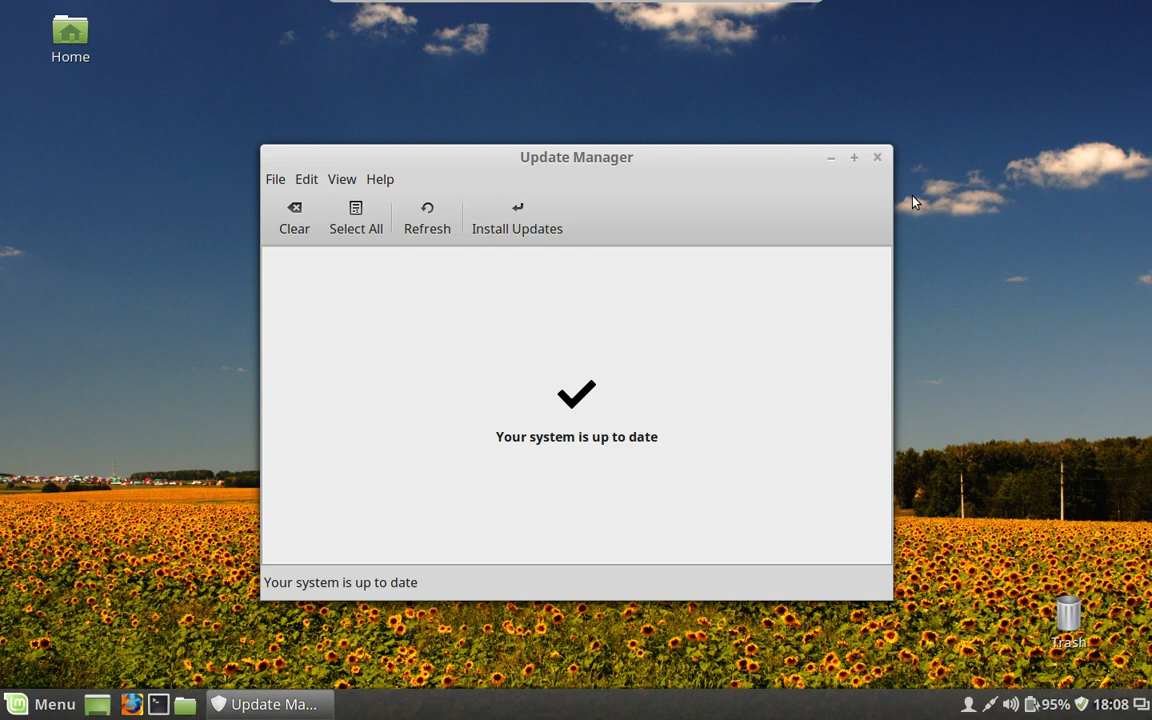 Home
Update Manager
File Edit View Help
Clear Select All Refresh Install Updates
Your system is up to date
Your system is up to date
Trash
Menu Update Ma... 95% 18:08